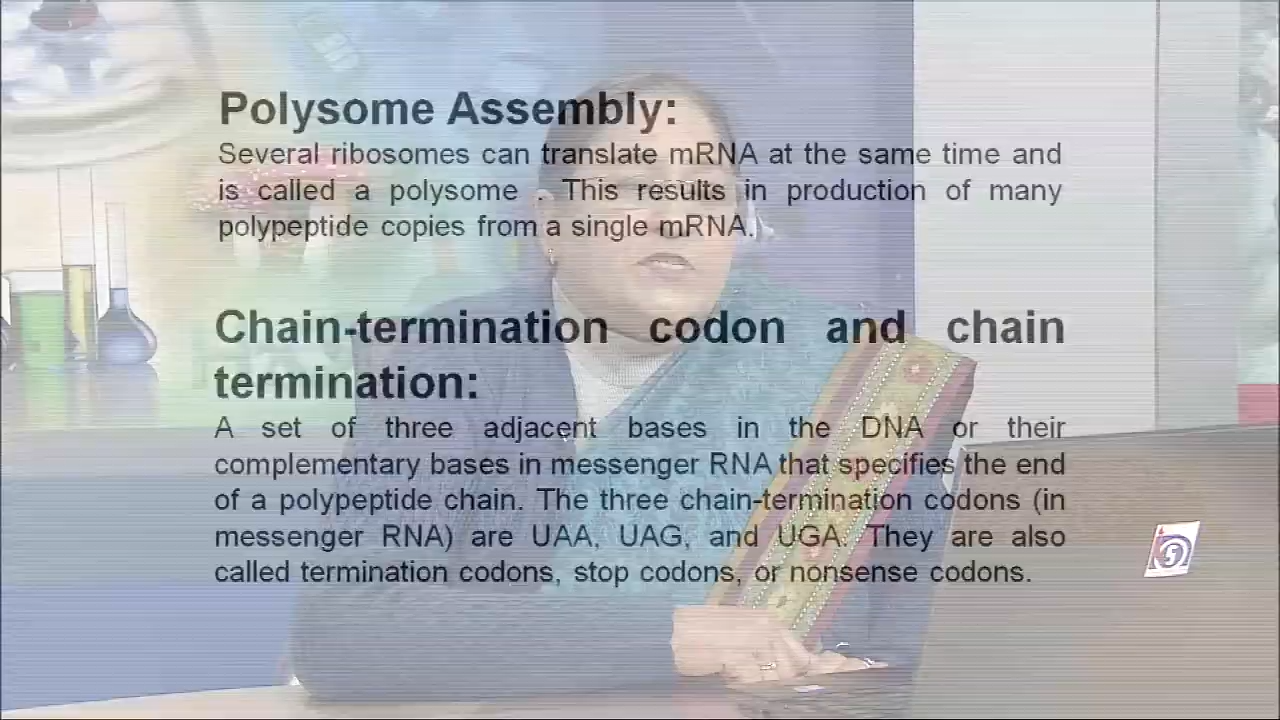 Polysome Assembly:
Several ribosomes can translate mRNA at the same time and
is called a polysome . This results in production of many
polypeptide copies from a single mRNA.
Chain-termination codon and chain
termination:
A set of three adjacent bases in the DNA or their
complementary bases in messenger RNA that specifies the end
of a polypeptide chain. The three chain-termination codons (in
messenger RNA) are UAA, UAG, and UGA. They are also
called termination codons, stop codons, or nonsense codons.